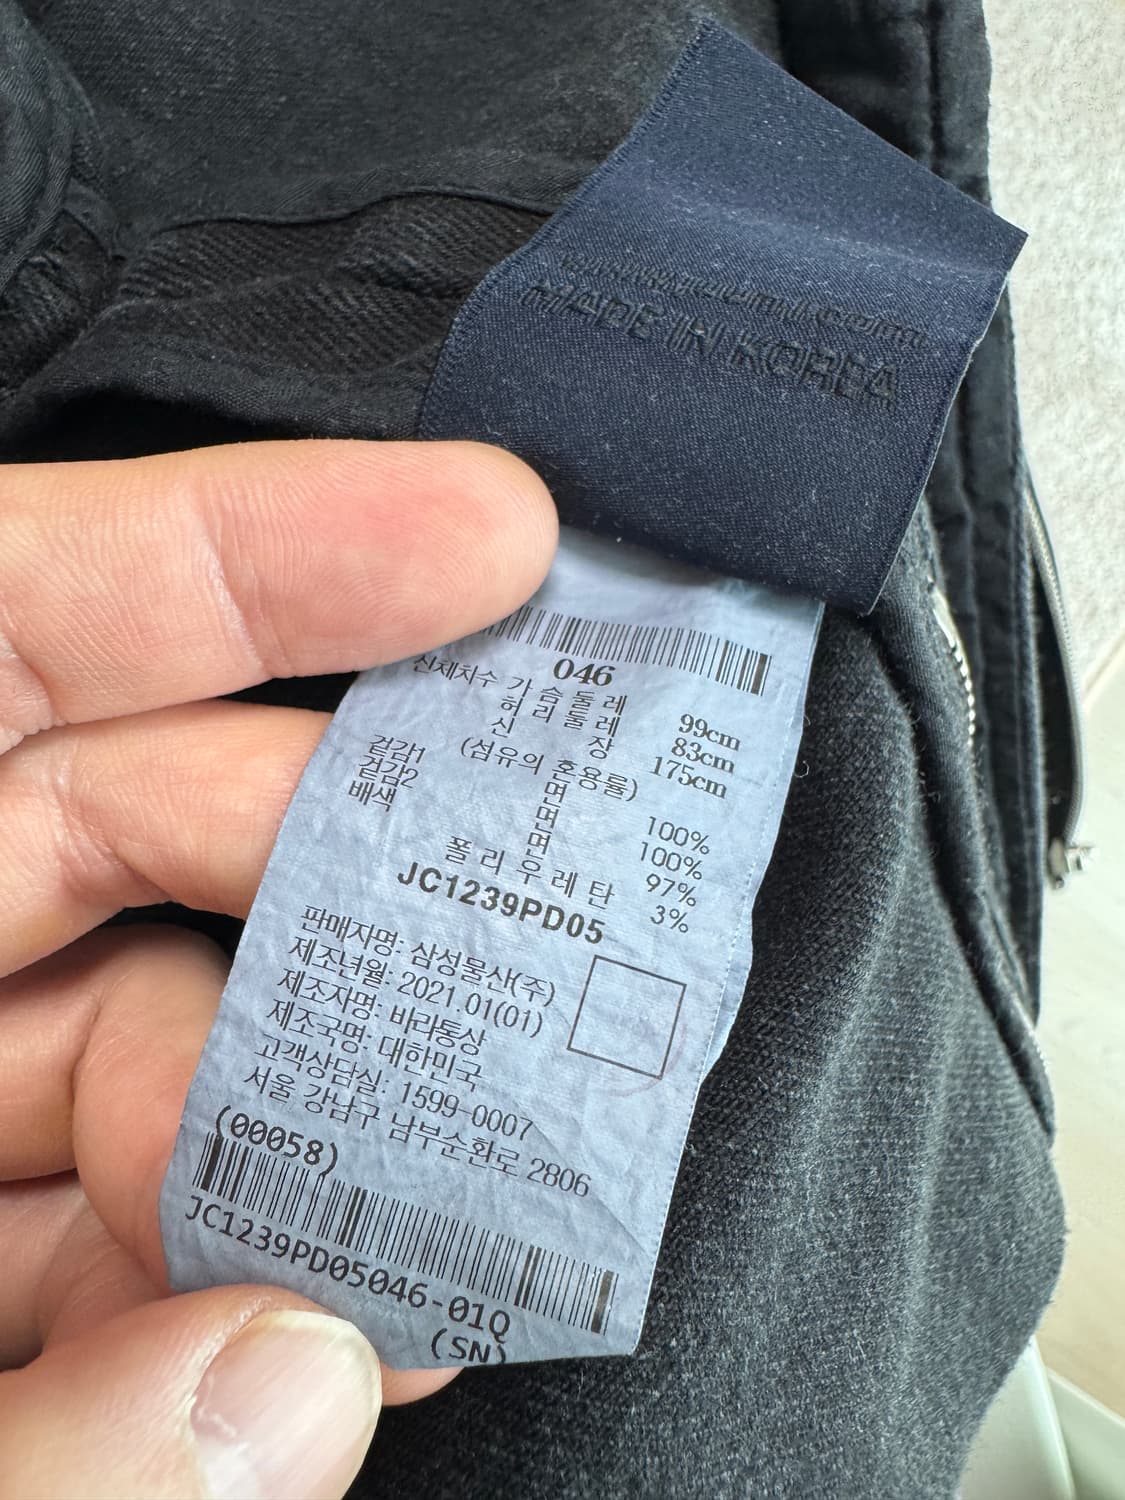 MADE IN KOREA
046
신체치수 가슴둘레 99cm
허리둘레 83cm
신장 175cm
(섬유의 혼용률)
겉감1 면 100%
겉감2 면 100%
배색 면 97%
폴리우레탄 3%
JC1239PD05
판매자명: 삼성물산(주)
제조년월: 2021.01(01)
제조자명: 바라통상
제조국명: 대한민국
고객상담실: 1599-0007
서울 강남구 남부순환로 2806
(00058)
JC1239PD05046-01Q
(SN)